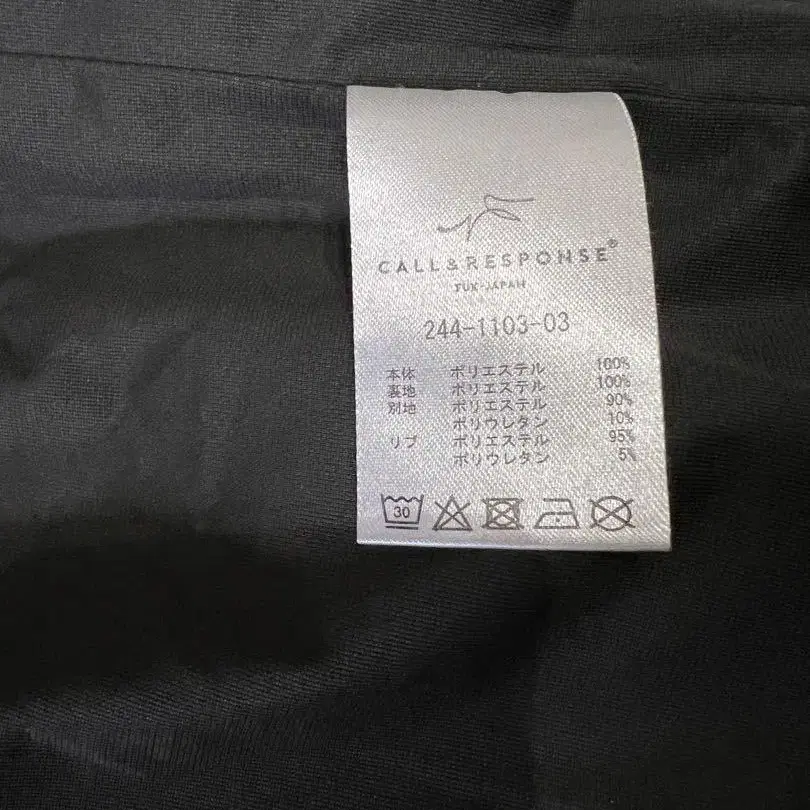 CALL&RESPONSE®
FUK-JAPAN
244-1103-03
本体 ポリエステル 100%
裏地 ポリエステル 100%
別地 ポリエステル 90%
ポリウレタン 10%
リブ ポリエステル 95%
ポリウレタン 5%
30